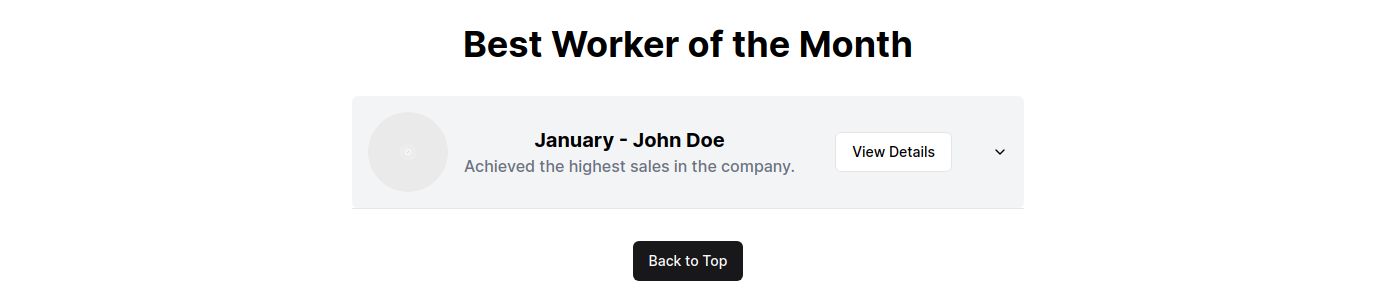 Best Worker of the Month
January - John Doe
Achieved the highest sales in the company.
View Details
Back to Top